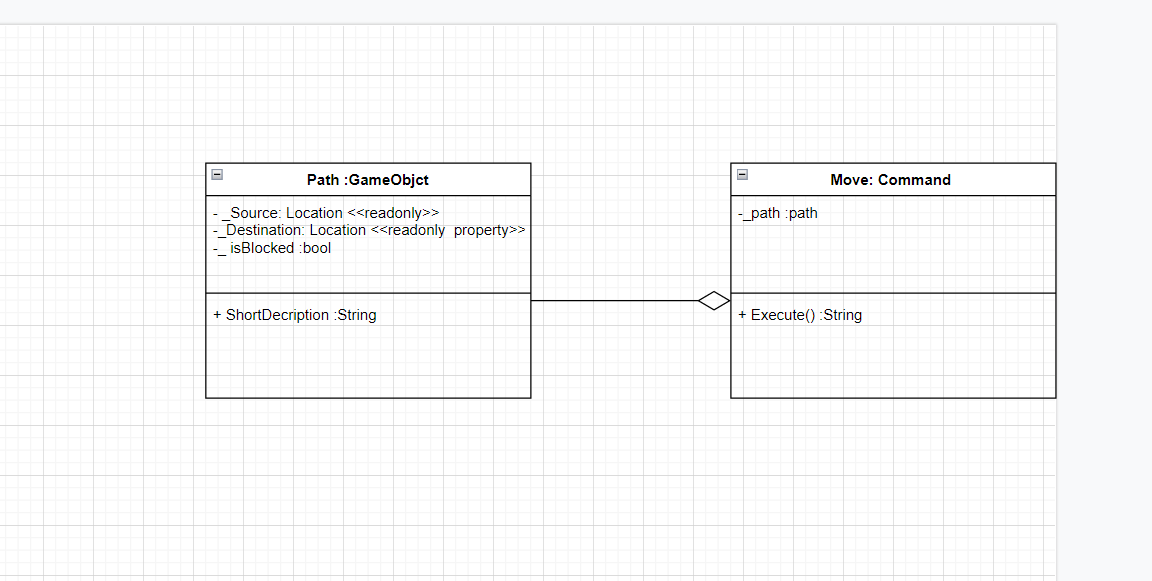 Path :GameObjct
- _Source: Location <<readonly>>
-_Destination: Location <<readonly  property>>
-_ isBlocked :bool
+ ShortDecription :String
Move: Command
-_path :path
+ Execute() :String